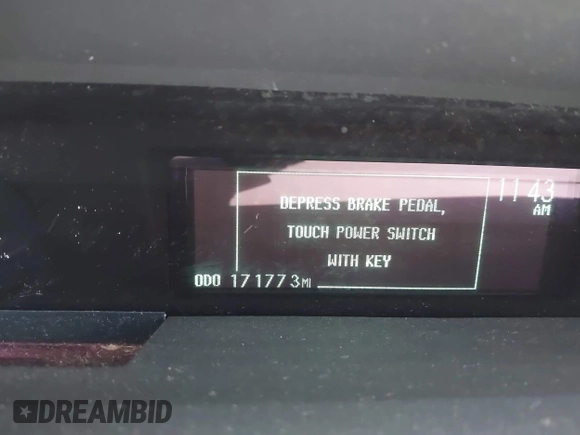 11:43
AM
DEPRESS BRAKE PEDAL,
TOUCH POWER SWITCH
WITH KEY
ODO 171773 MI
DREAMBID